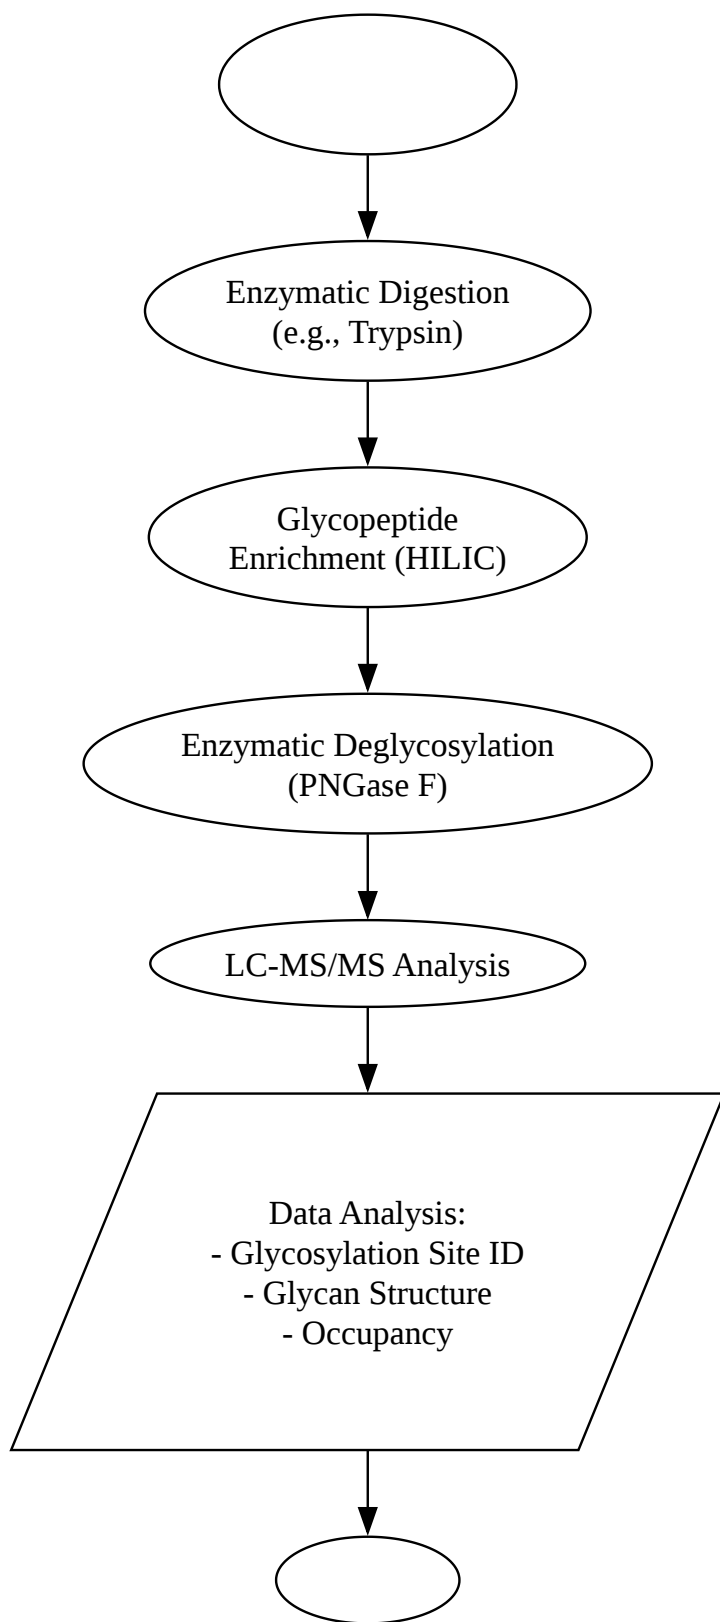 Enzymatic Digestion
(e.g., Trypsin)
Glycopeptide
Enrichment (HILIC)
Enzymatic Deglycosylation
(PNGase F)
LC-MS/MS Analysis
Data Analysis:
- Glycosylation Site ID
- Glycan Structure
- Occupancy